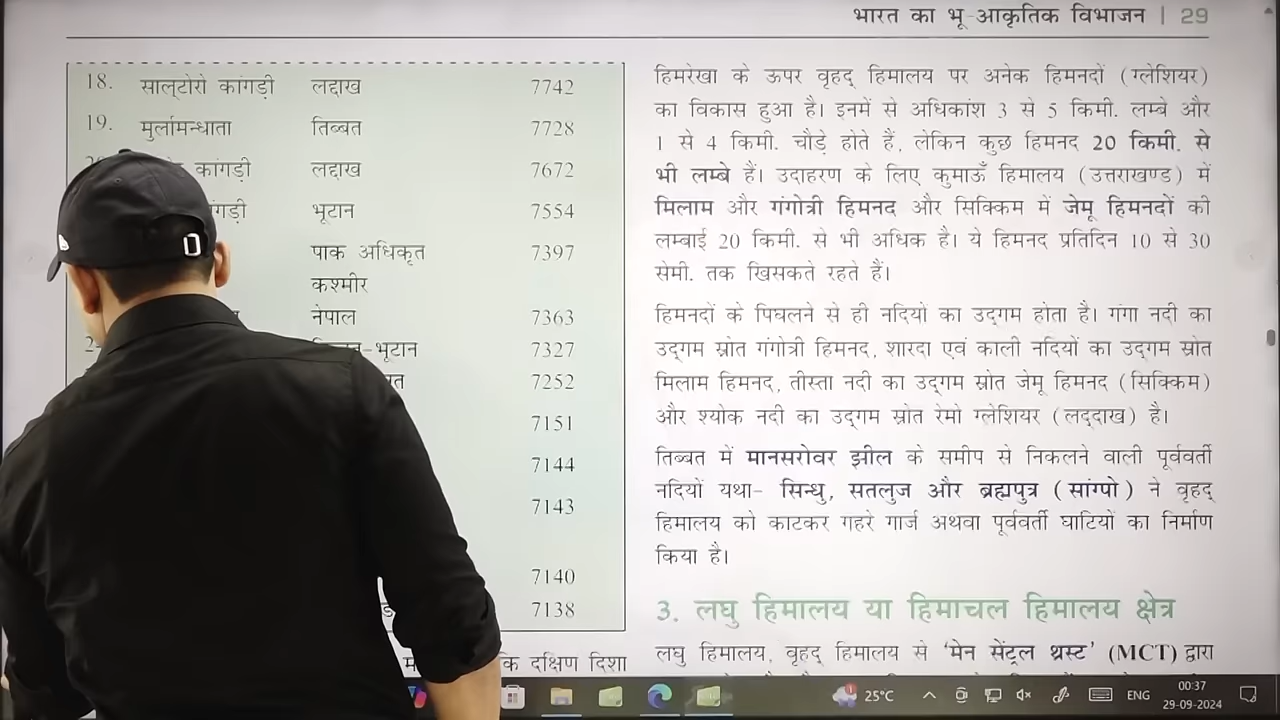 भारत का भू-आकृतिक विभाजन | 29
18. साल्टोरो कांगड़ी लद्दाख 7742
19. मुर्लामन्धाता तिब्बत 7728
कांगड़ी लद्दाख 7672
भूटान 7554
पाक अधिकृत 7397
कश्मीर
नेपाल 7363
-भूटान 7327
7252
7151
7144
7143
7140
7138
कि दक्षिण दिशा
हिमरेखा के ऊपर वृहद् हिमालय पर अनेक हिमनदों (ग्लेशियर)
का विकास हुआ है। इनमें से अधिकांश 3 से 5 किमी. लम्बे और
1 से 4 किमी. चौड़े होते हैं, लेकिन कुछ हिमनद 20 किमी. से
भी लम्बे हैं। उदाहरण के लिए कुमाऊँ हिमालय (उत्तराखण्ड) में
मिलाम और गंगोत्री हिमनद और सिक्किम में जेमू हिमनदों की
लम्बाई 20 किमी. से भी अधिक है। ये हिमनद प्रतिदिन 10 से 30
सेमी. तक खिसकते रहते हैं।
हिमनदों के पिघलने से ही नदियों का उद्गम होता है। गंगा नदी का
उद्गम स्रोत गंगोत्री हिमनद, शारदा एवं काली नदियों का उद्गम स्रोत
मिलाम हिमनद, तीस्ता नदी का उद्गम स्रोत जेमू हिमनद (सिक्किम)
और श्योक नदी का उद्गम स्रोत रेमो ग्लेशियर (लद्दाख) है।
तिब्बत में मानसरोवर झील के समीप से निकलने वाली पूर्ववर्ती
नदियों यथा- सिन्धु, सतलुज और ब्रह्मपुत्र (सांग्पो) ने वृहद्
हिमालय को काटकर गहरे गार्ज अथवा पूर्ववर्ती घाटियों का निर्माण
किया है।
3. लघु हिमालय या हिमाचल हिमालय क्षेत्र
लघु हिमालय, वृहद् हिमालय से 'मेन सेंट्रल थ्रस्ट' (MCT) द्वारा
25°C ENG 00:37
29-09-2024